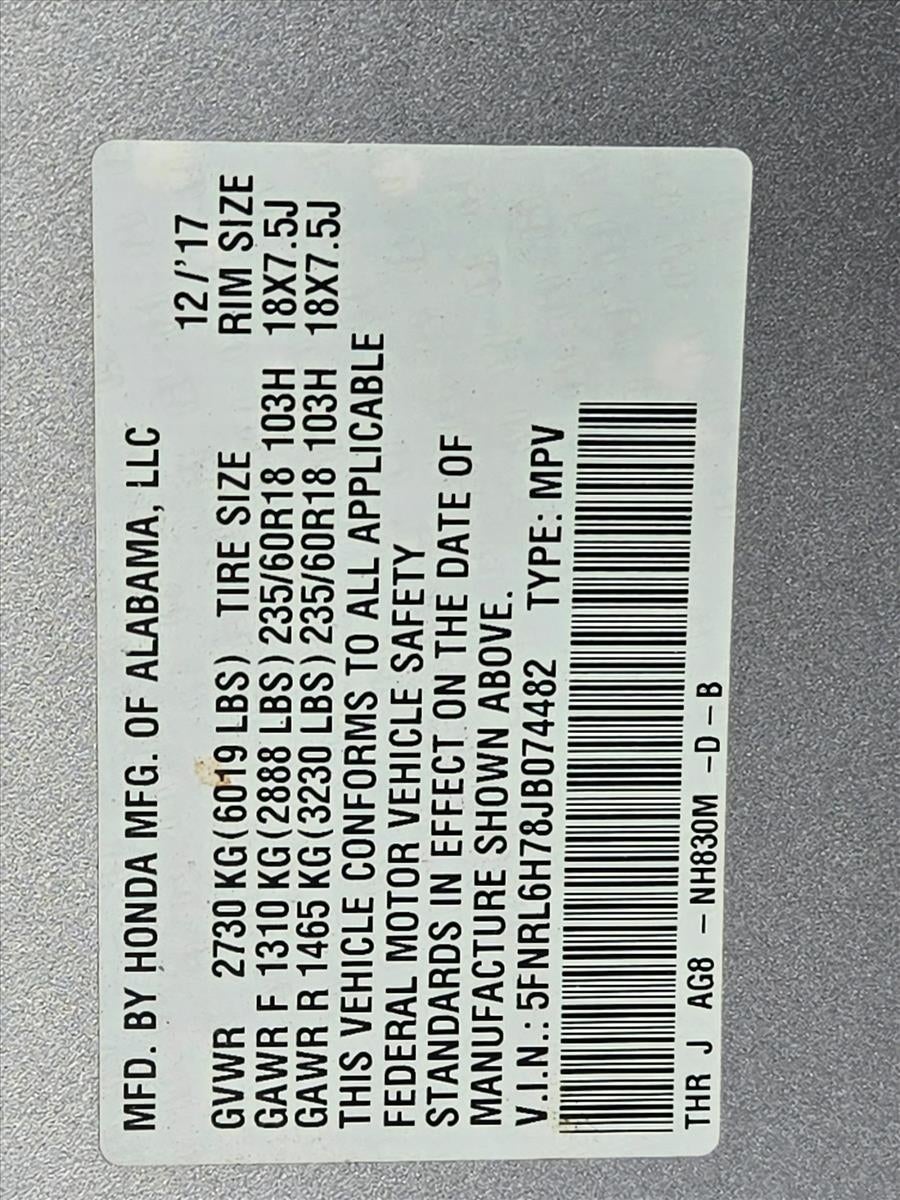 MFD. BY HONDA MFG. OF ALABAMA, LLC
12/'17
GVWR 2730 KG(6019 LBS) TIRE SIZE RIM SIZE
GAWR F 1310 KG(2888 LBS) 235/60R18 103H 18X7.5J
GAWR R 1465 KG(3230 LBS) 235/60R18 103H 18X7.5J
THIS VEHICLE CONFORMS TO ALL APPLICABLE
FEDERAL MOTOR VEHICLE SAFETY
STANDARDS IN EFFECT ON THE DATE OF
MANUFACTURE SHOWN ABOVE.
V.I.N.: 5FNRL6H78JB074482 TYPE: MPV
THR J AG8 - NH830M - D - B